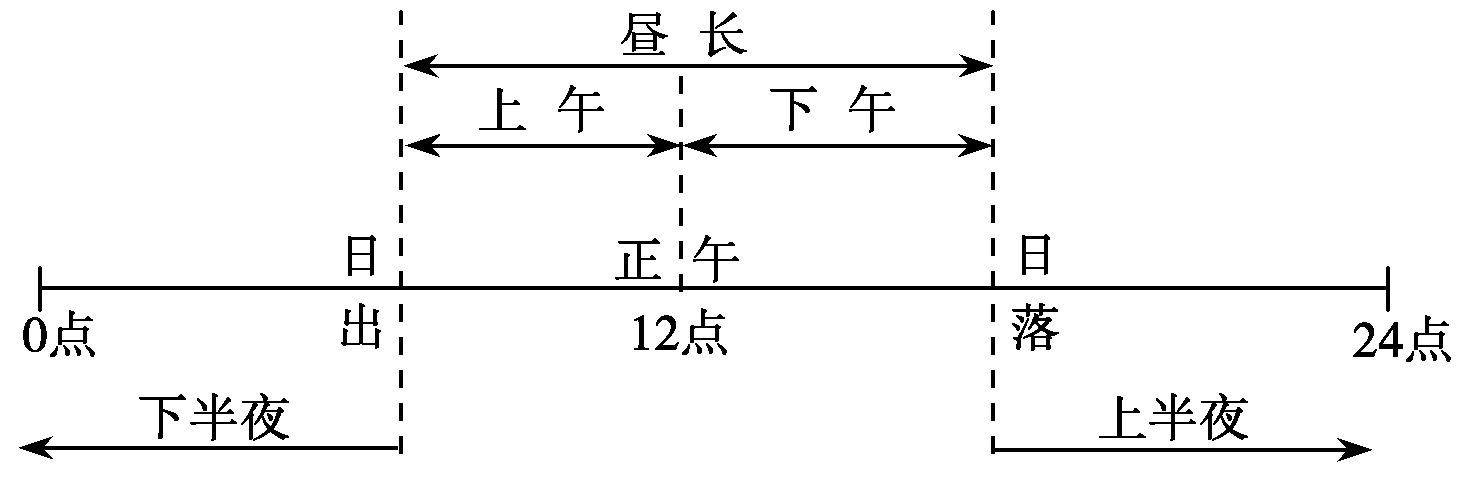 昼 长
上 午 下 午
日 正 午 日
出 落
0点 12点 24点
下半夜 上半夜